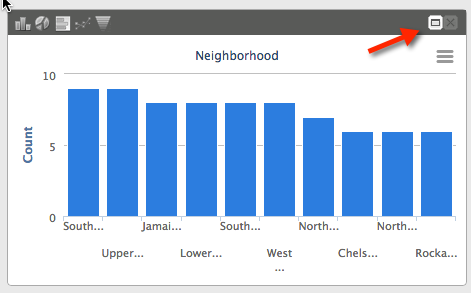 Neighborhood
10
5
0
Count
South...
Jamai...
South...
North...
North...
Upper...
Lower...
West
...
Chels...
Rocka...